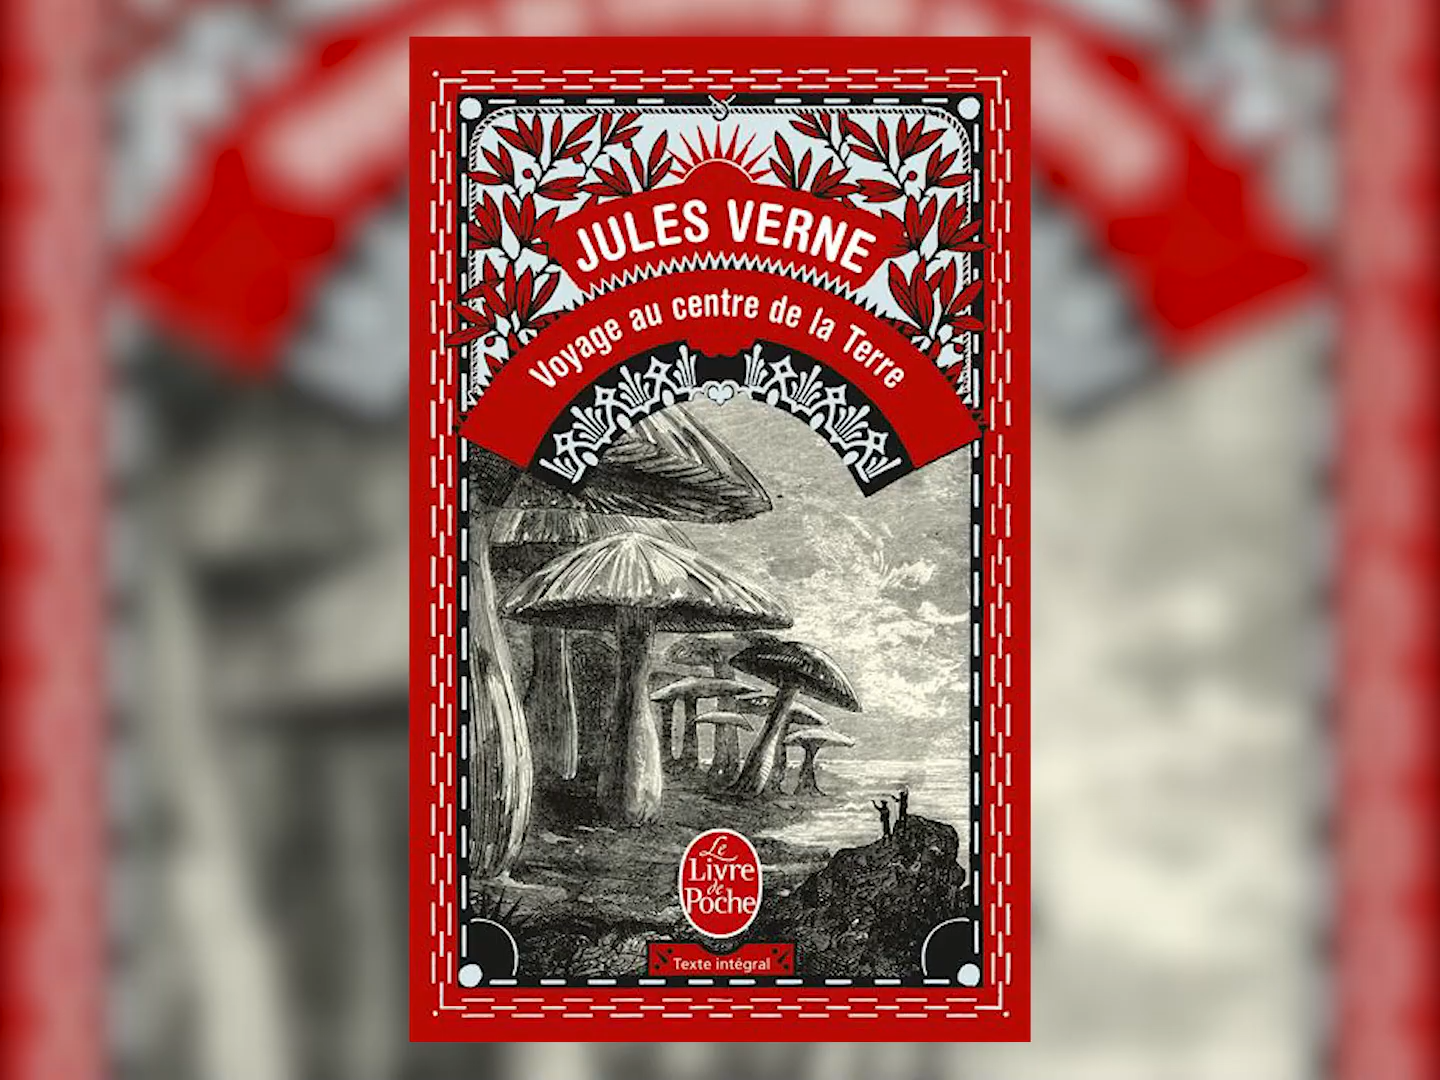 JULES VERNE
Voyage au centre de la Terre
Le
Livre
de
Poche
Texte intégral